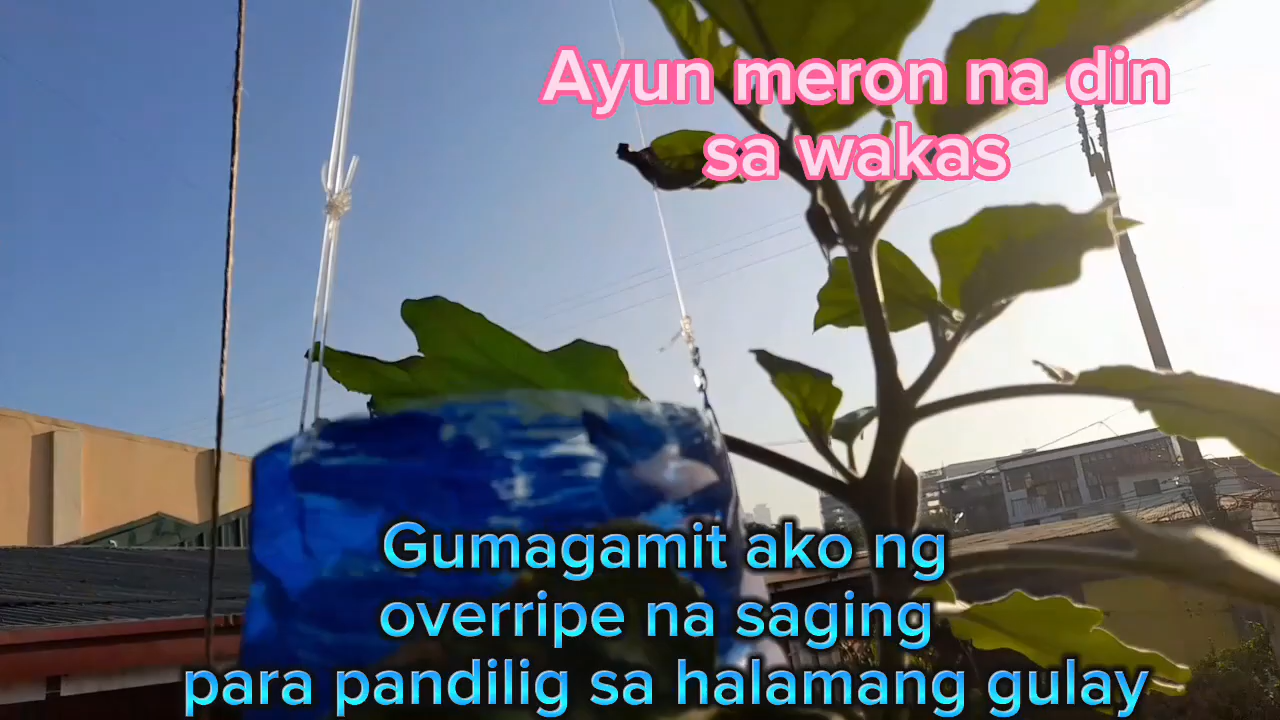 Ayun meron na din
sa wakas
Gumagamit ako ng
overripe na saging
para pandilig sa halamang gulay